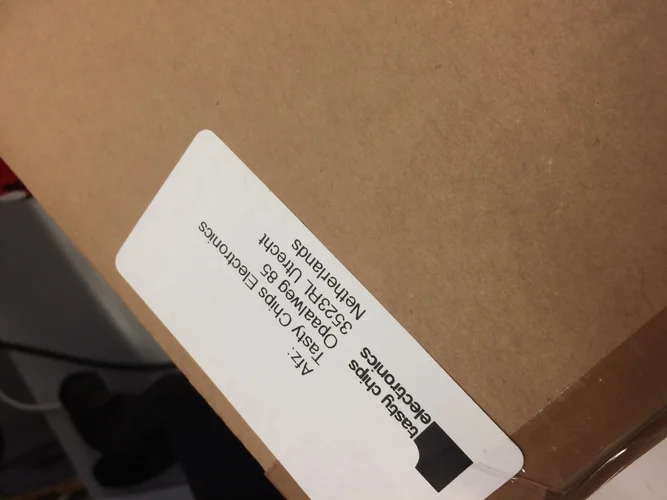 tasty chips
electronics
Afz:
Tasty Chips Electronics
Opaalweg 85
3523RL Utrecht
Netherlands